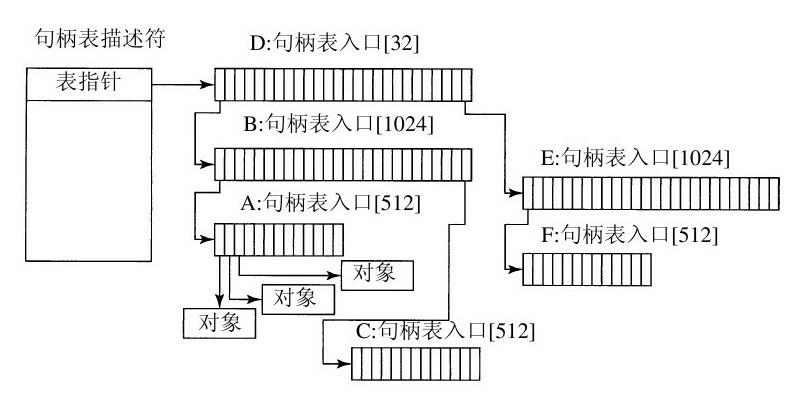 句柄表描述符
D:句柄表入口[32]
表指针
B:句柄表入口[1024]
E:句柄表入口[1024]
A:句柄表入口[512]
F:句柄表入口[512]
对象
对象
对象
C:句柄表入口[512]